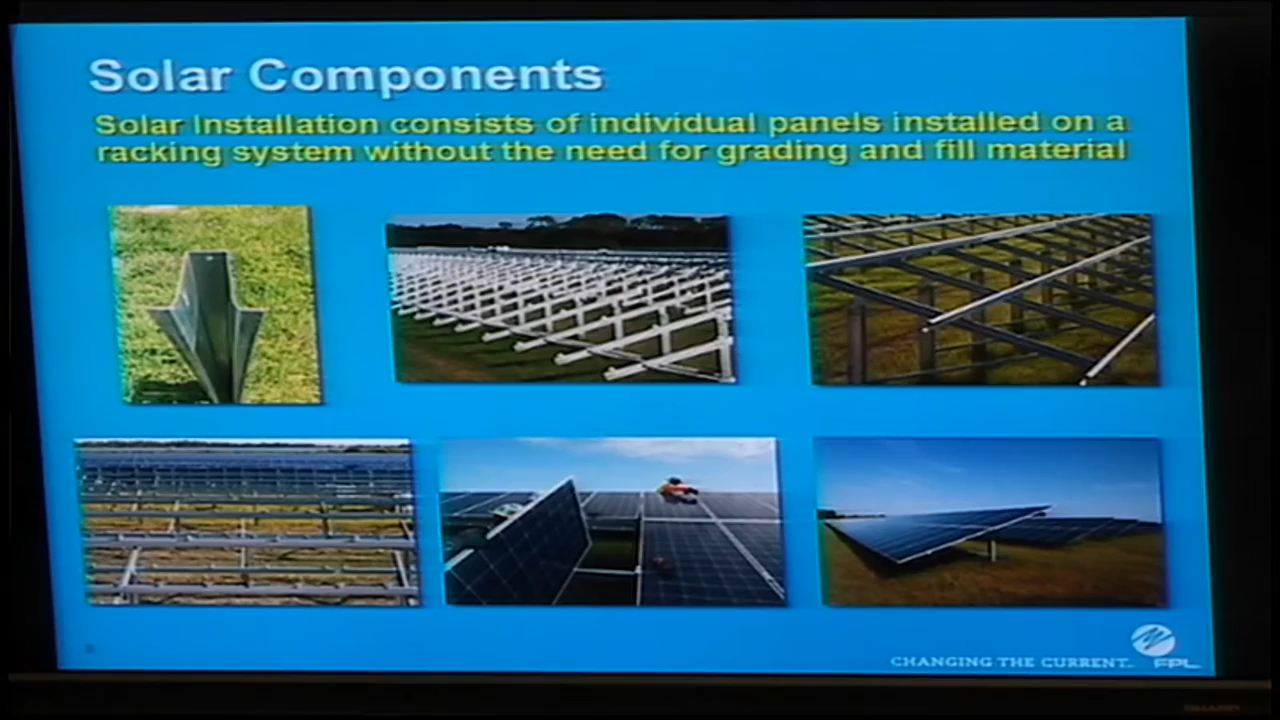 Solar Components
Solar Installation consists of individual panels installed on a
racking system without the need for grading and fill material
CHANGING THE CURRENT.
FPL
SHARP